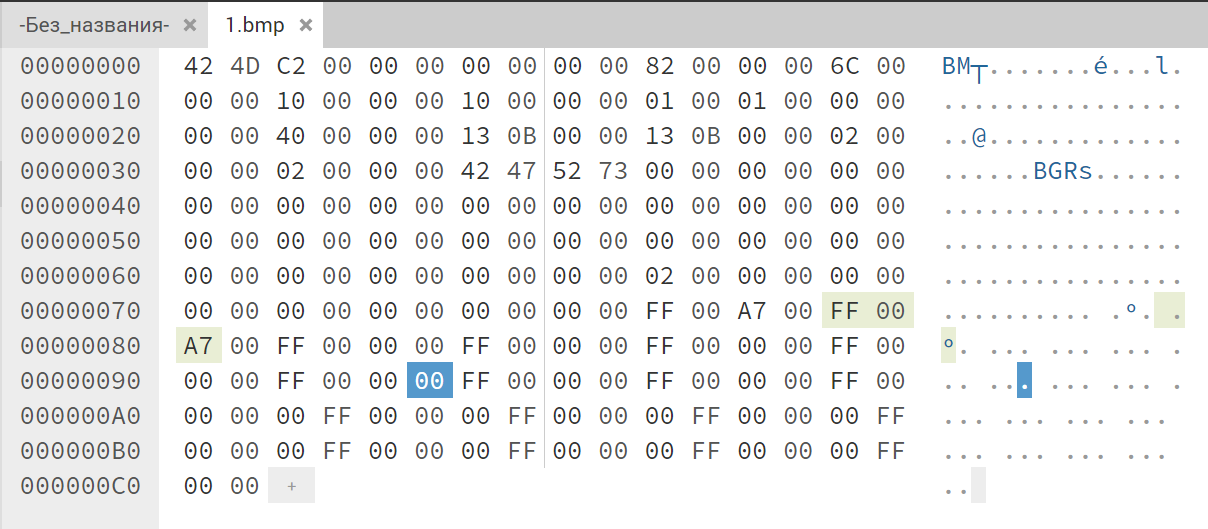 -Без_названия- × 1.bmp ×
00000000 42 4D C2 00 00 00 00 00 00 00 82 00 00 00 6C 00 BM┬.......é...l.
00000010 00 00 10 00 00 00 10 00 00 00 01 00 01 00 00 00 ................
00000020 00 00 40 00 00 00 13 0B 00 00 13 0B 00 00 02 00 ..@.............
00000030 00 00 02 00 00 00 42 47 52 73 00 00 00 00 00 00 ......BGRs......
00000040 00 00 00 00 00 00 00 00 00 00 00 00 00 00 00 00 ................
00000050 00 00 00 00 00 00 00 00 00 00 00 00 00 00 00 00 ................
00000060 00 00 00 00 00 00 00 00 00 00 02 00 00 00 00 00 ................
00000070 00 00 00 00 00 00 00 00 00 00 FF 00 A7 00 FF 00 .......... .º. .
00000080 A7 00 FF 00 00 00 FF 00 00 00 FF 00 00 00 FF 00 º. ... ... ... .
00000090 00 00 FF 00 00 00 FF 00 00 00 FF 00 00 00 FF 00 .. ... ... ... .
000000A0 00 00 00 FF 00 00 00 FF 00 00 00 FF 00 00 00 FF ... ... ... ...
000000B0 00 00 00 FF 00 00 00 FF 00 00 00 FF 00 00 00 FF ... ... ... ...
000000C0 00 00 + ..